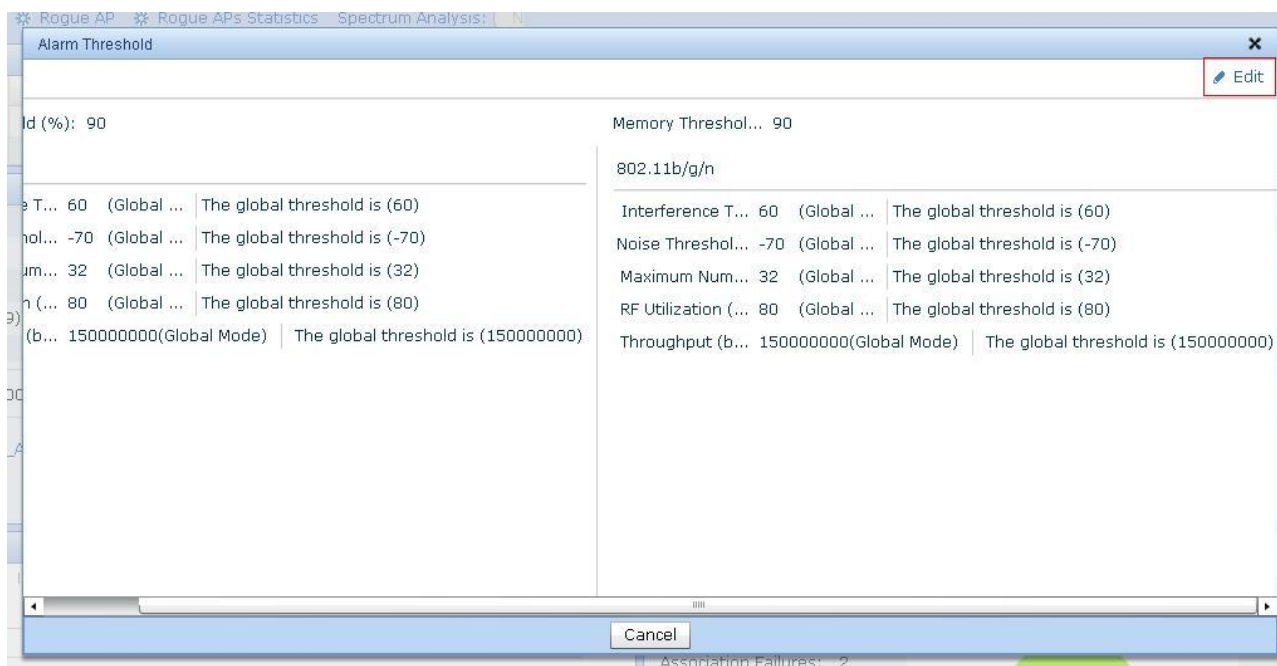 Rogue AP Rogue APs Statistics Spectrum Analysis: ( N
Alarm Threshold
Edit
ld (%): 90
Memory Threshol... 90
802.11b/g/n
e T... 60 (Global ... The global threshold is (60)
Interference T... 60 (Global ... The global threshold is (60)
hol... -70 (Global ... The global threshold is (-70)
Noise Threshol... -70 (Global ... The global threshold is (-70)
um... 32 (Global ... The global threshold is (32)
Maximum Num... 32 (Global ... The global threshold is (32)
n (... 80 (Global ... The global threshold is (80)
RF Utilization (... 80 (Global ... The global threshold is (80)
9)
(b... 150000000(Global Mode) The global threshold is (150000000)
Throughput (b... 150000000(Global Mode) The global threshold is (150000000)
_A
Cancel
Association Failures: 2